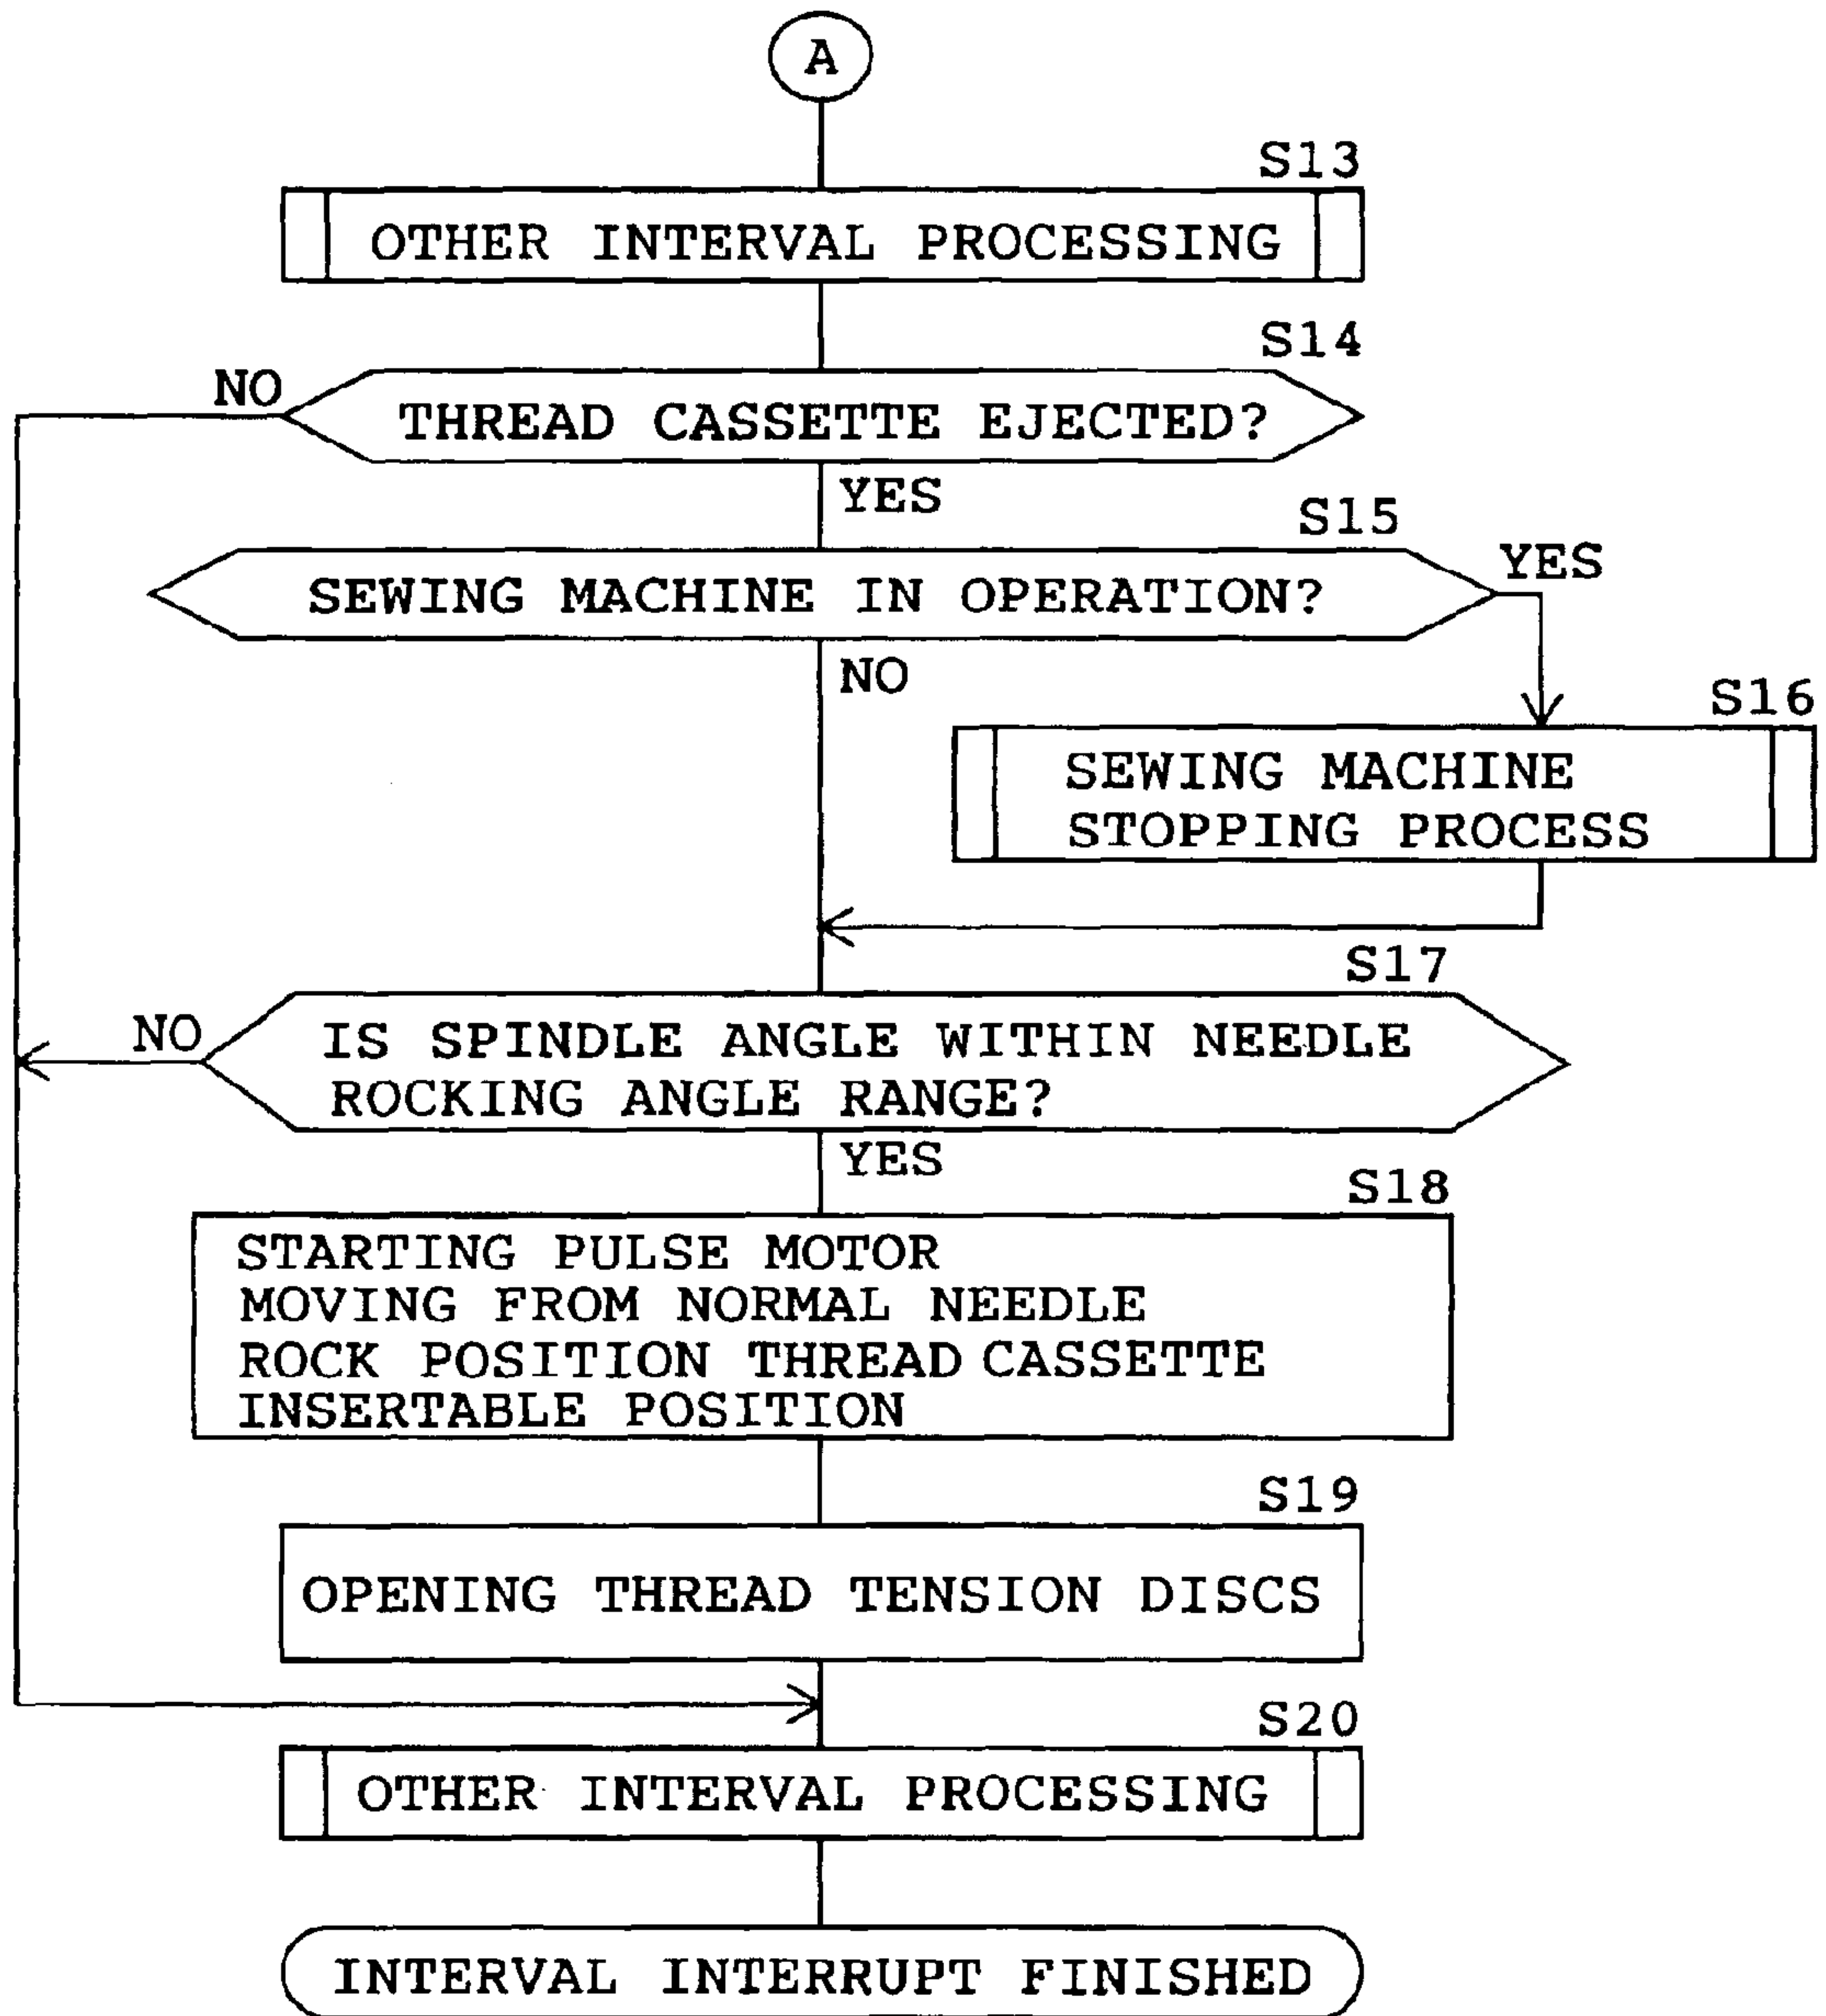 A
S13
OTHER INTERVAL PROCESSING
S14
NO
THREAD CASSETTE EJECTED?
YES
S15
YES
SEWING MACHINE IN OPERATION?
NO
S16
SEWING MACHINE
STOPPING PROCESS
S17
NO
IS SPINDLE ANGLE WITHIN NEEDLE
ROCKING ANGLE RANGE?
YES
S18
STARTING PULSE MOTOR
MOVING FROM NORMAL NEEDLE
ROCK POSITION THREAD CASSETTE
INSERTABLE POSITION
S19
OPENING THREAD TENSION DISCS
S20
OTHER INTERVAL PROCESSING
INTERVAL INTERRUPT FINISHED